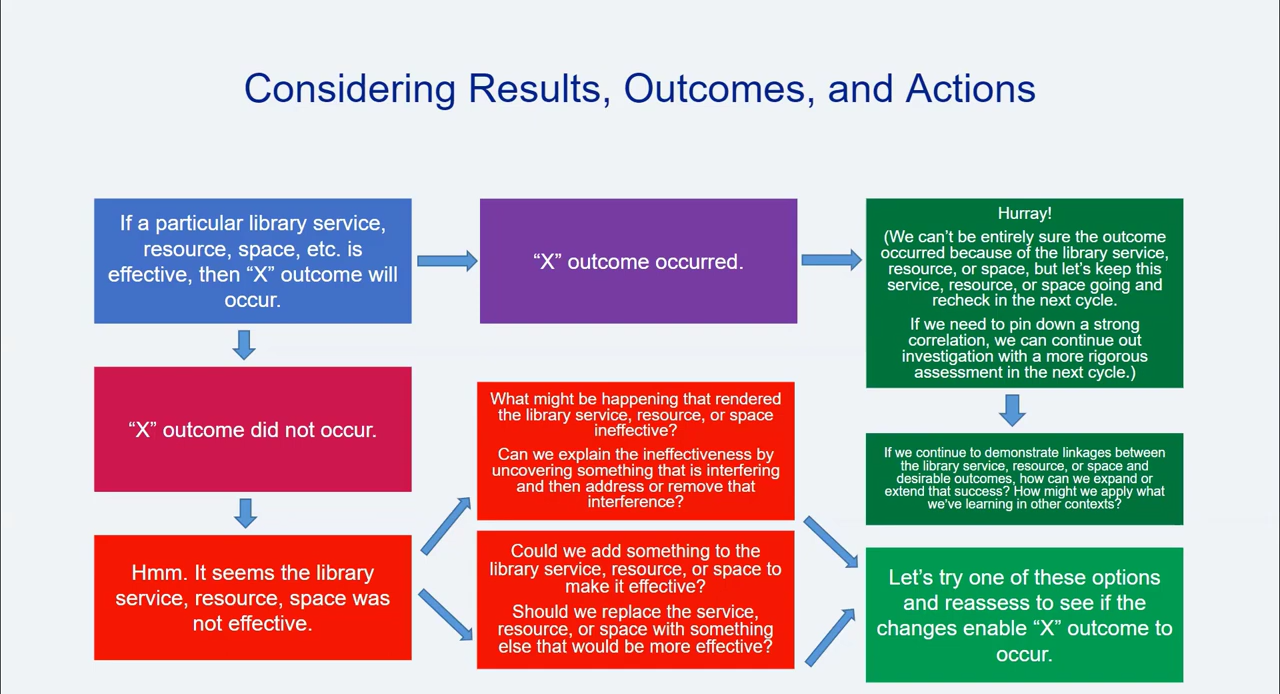 Considering Results, Outcomes, and Actions
If a particular library service,
resource, space, etc. is
effective, then “X” outcome will
occur.
“X” outcome occurred.
Hurray!
(We can’t be entirely sure the outcome
occurred because of the library service,
resource, or space, but let’s keep this
service, resource, or space going and
recheck in the next cycle.
If we need to pin down a strong
correlation, we can continue out
investigation with a more rigorous
assessment in the next cycle.)
“X” outcome did not occur.
What might be happening that rendered
the library service, resource, or space
ineffective?
Can we explain the ineffectiveness by
uncovering something that is interfering
and then address or remove that
interference?
If we continue to demonstrate linkages between
the library service, resource, or space and
desirable outcomes, how can we expand or
extend that success? How might we apply what
we’ve learning in other contexts?
Hmm. It seems the library
service, resource, space was
not effective.
Could we add something to the
library service, resource, or space to
make it effective?
Should we replace the service,
resource, or space with something
else that would be more effective?
Let’s try one of these options
and reassess to see if the
changes enable “X” outcome to
occur.